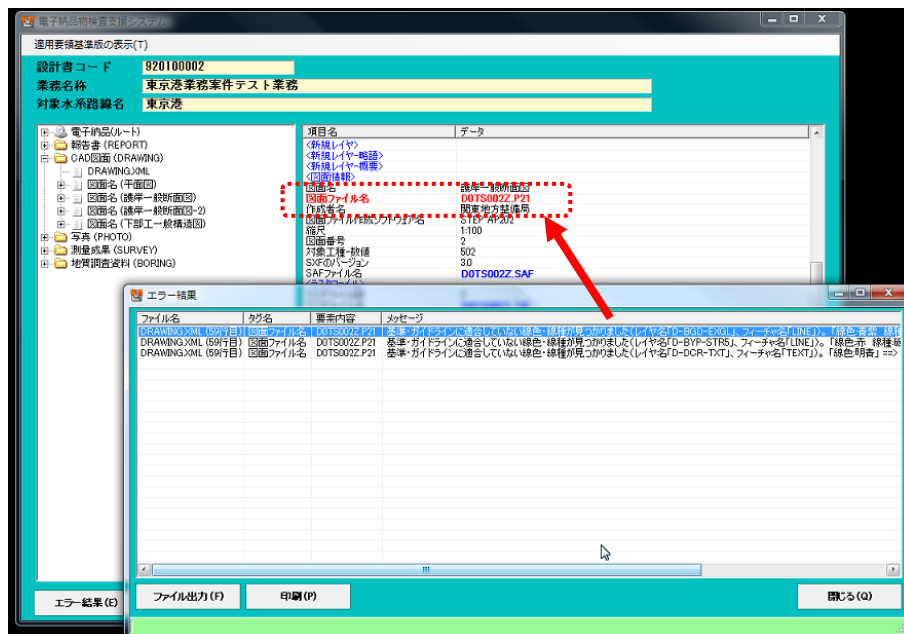 電子納品物検査支援システム
適用要領基準版の表示(T)
設計書コード 920100002
業務名称 東京港業務案件テスト業務
対象水系路線名 東京港
電子納品(ルート)
報告書 (REPORT)
CAD図面 (DRAWING)
DRAWING.XML
図面名 (平面図)
図面名 (護岸一般断面図)
図面名 (護岸一般断面図-2)
図面名 (下部工一般構造図)
写真 (PHOTO)
測量成果 (SURVEY)
地質調査資料 (BORING)
項目名 データ
<新規レイヤ>
<新規レイヤ-略語>
<新規レイヤ-概要>
<図面情報>
図面名 護岸一般断面図
図面ファイル名 D0TS002Z.P21
作成者名 関東地方整備局
図面ファイル作成ソフトウェア名 STEP AP202
縮尺 1:100
図面番号 2
対象工種-数値 502
SXFのバージョン 3.0
SAFファイル名 D0TS002Z.SAF
エラー結果
ファイル名 タグ名 要素内容 メッセージ
DRAWING.XML (59行目) 図面ファイル名 D0TS002Z.P21 基準・ガイドラインに適合していない線色・線種が見つかりました(レイヤ名「D-BGD-EXGL」、フィーチャ名「LINE」)。「線色:青紫 線種
DRAWING.XML (59行目) 図面ファイル名 D0TS002Z.P21 基準・ガイドラインに適合していない線色・線種が見つかりました(レイヤ名「D-BYP-STR5」、フィーチャ名「LINE」)。「線色:赤 線種:
DRAWING.XML (59行目) 図面ファイル名 D0TS002Z.P21 基準・ガイドラインに適合していない線色・線種が見つかりました(レイヤ名「D-DCR-TXT」、フィーチャ名「TEXT」)。「線色:明青」 ==>
エラー結果(E) ファイル出力(F) 印刷(P) 閉じる(Q)